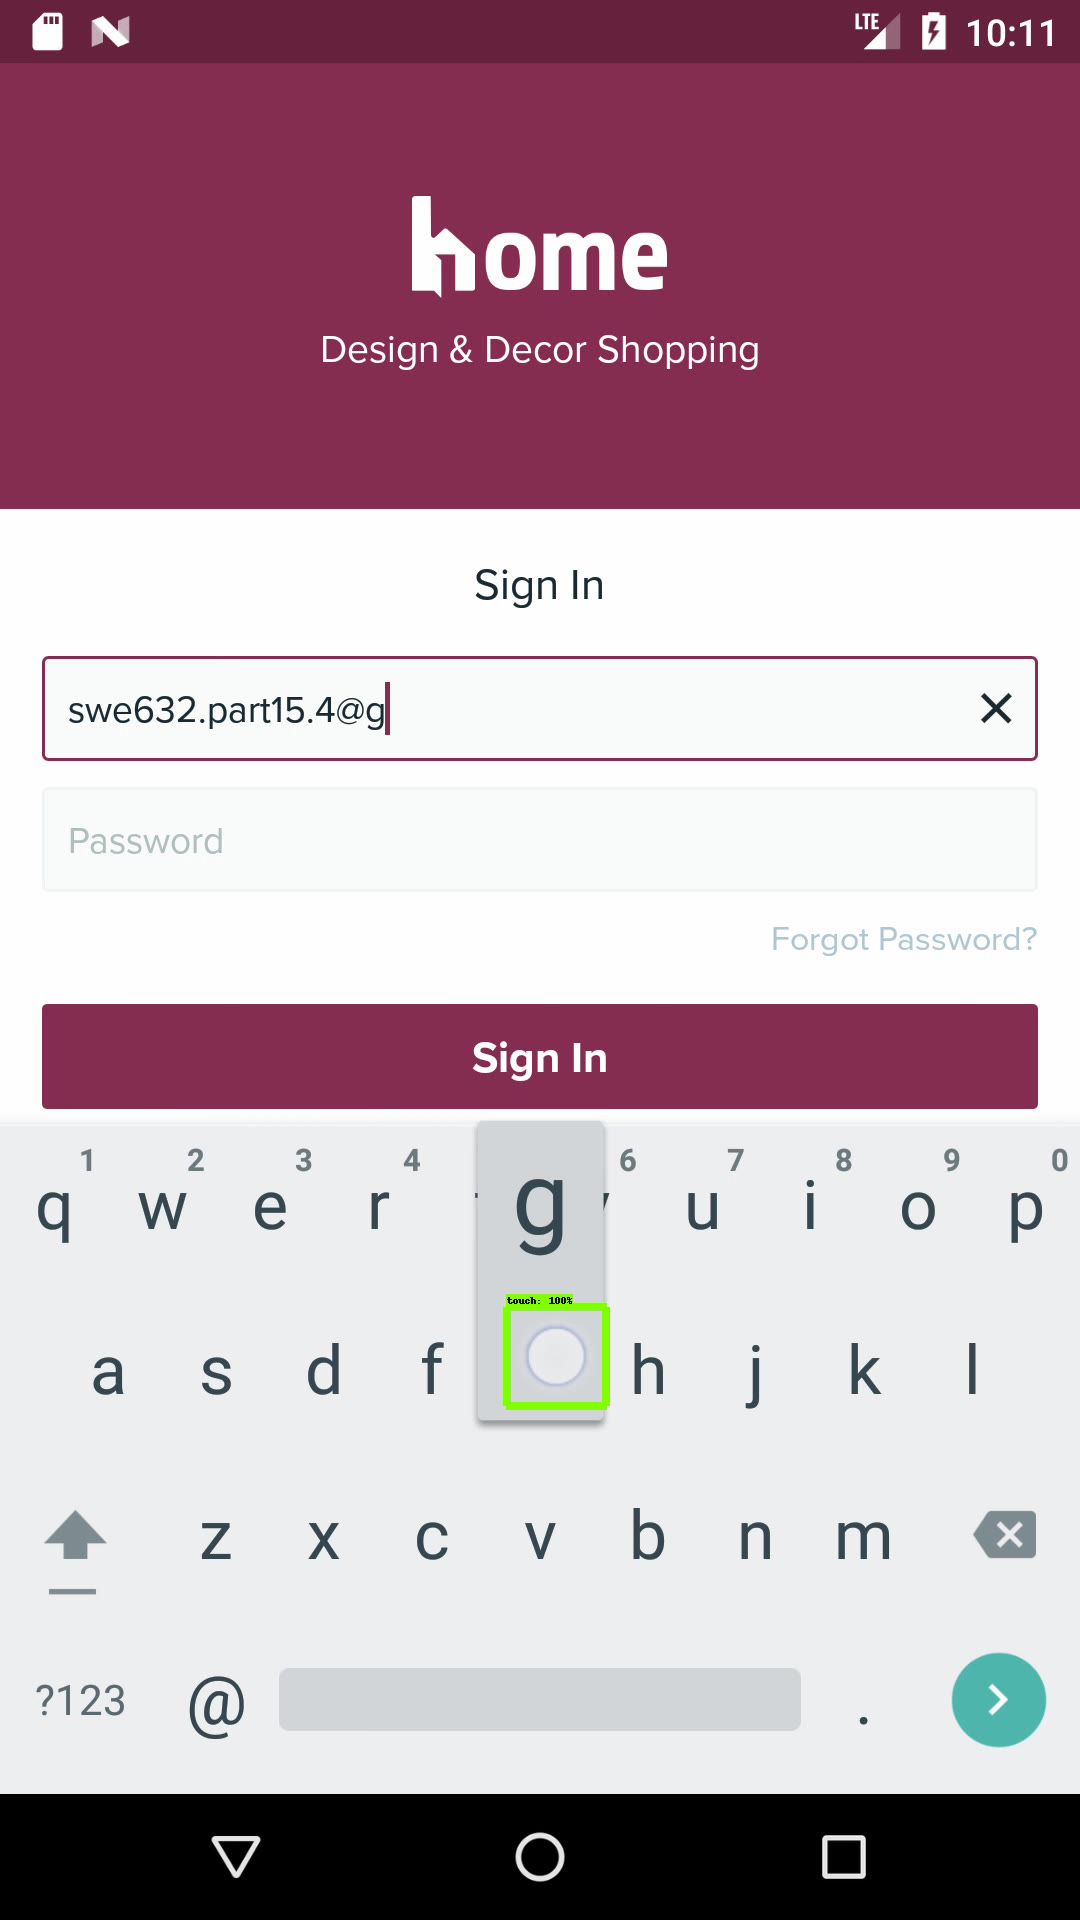 LTE 10:11
home
Design & Decor Shopping
Sign In
swe632.part15.4@g
Password
Forgot Password?
Sign In
1 2 3 4 6 7 8 9 0
q w e r g u i o p
touch: 100%
a s d f h j k l
z x c v b n m
?123 @ .